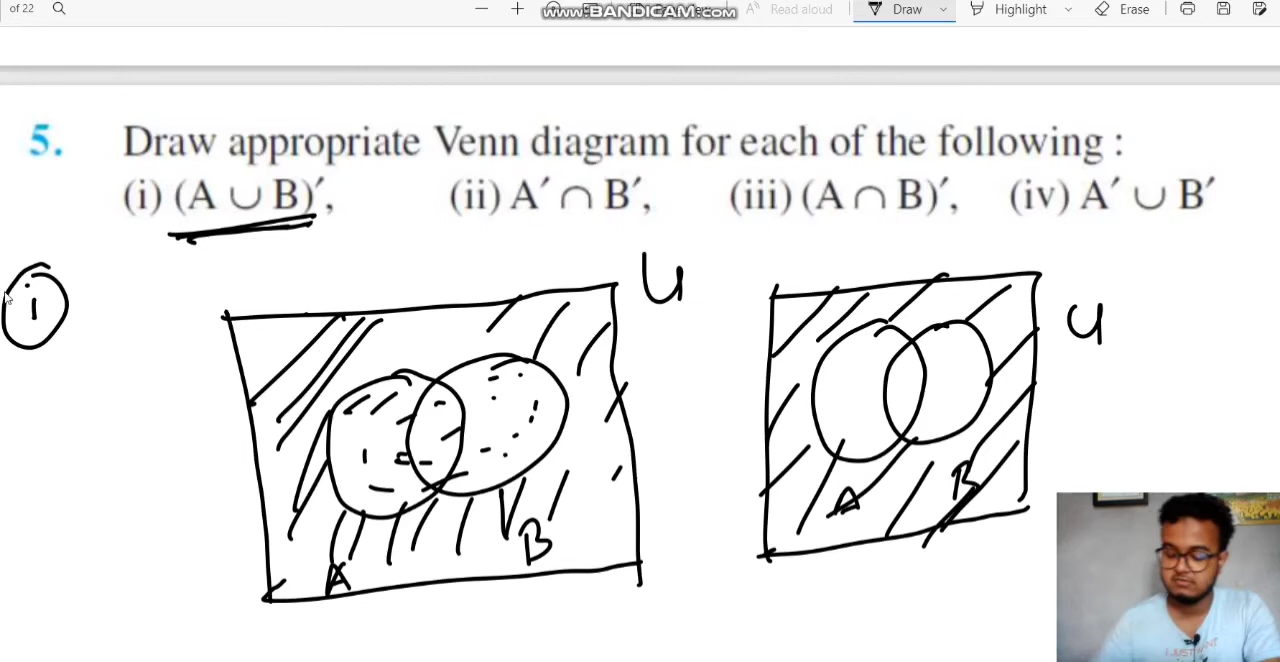 of 22
www.BANDICAM.com
Read aloud
Draw
Highlight
Erase
5. Draw appropriate Venn diagram for each of the following :
(i) (A ∪ B)′, (ii) A′ ∩ B′, (iii) (A ∩ B)′, (iv) A′ ∪ B′
i
U
U
A
B
A
B